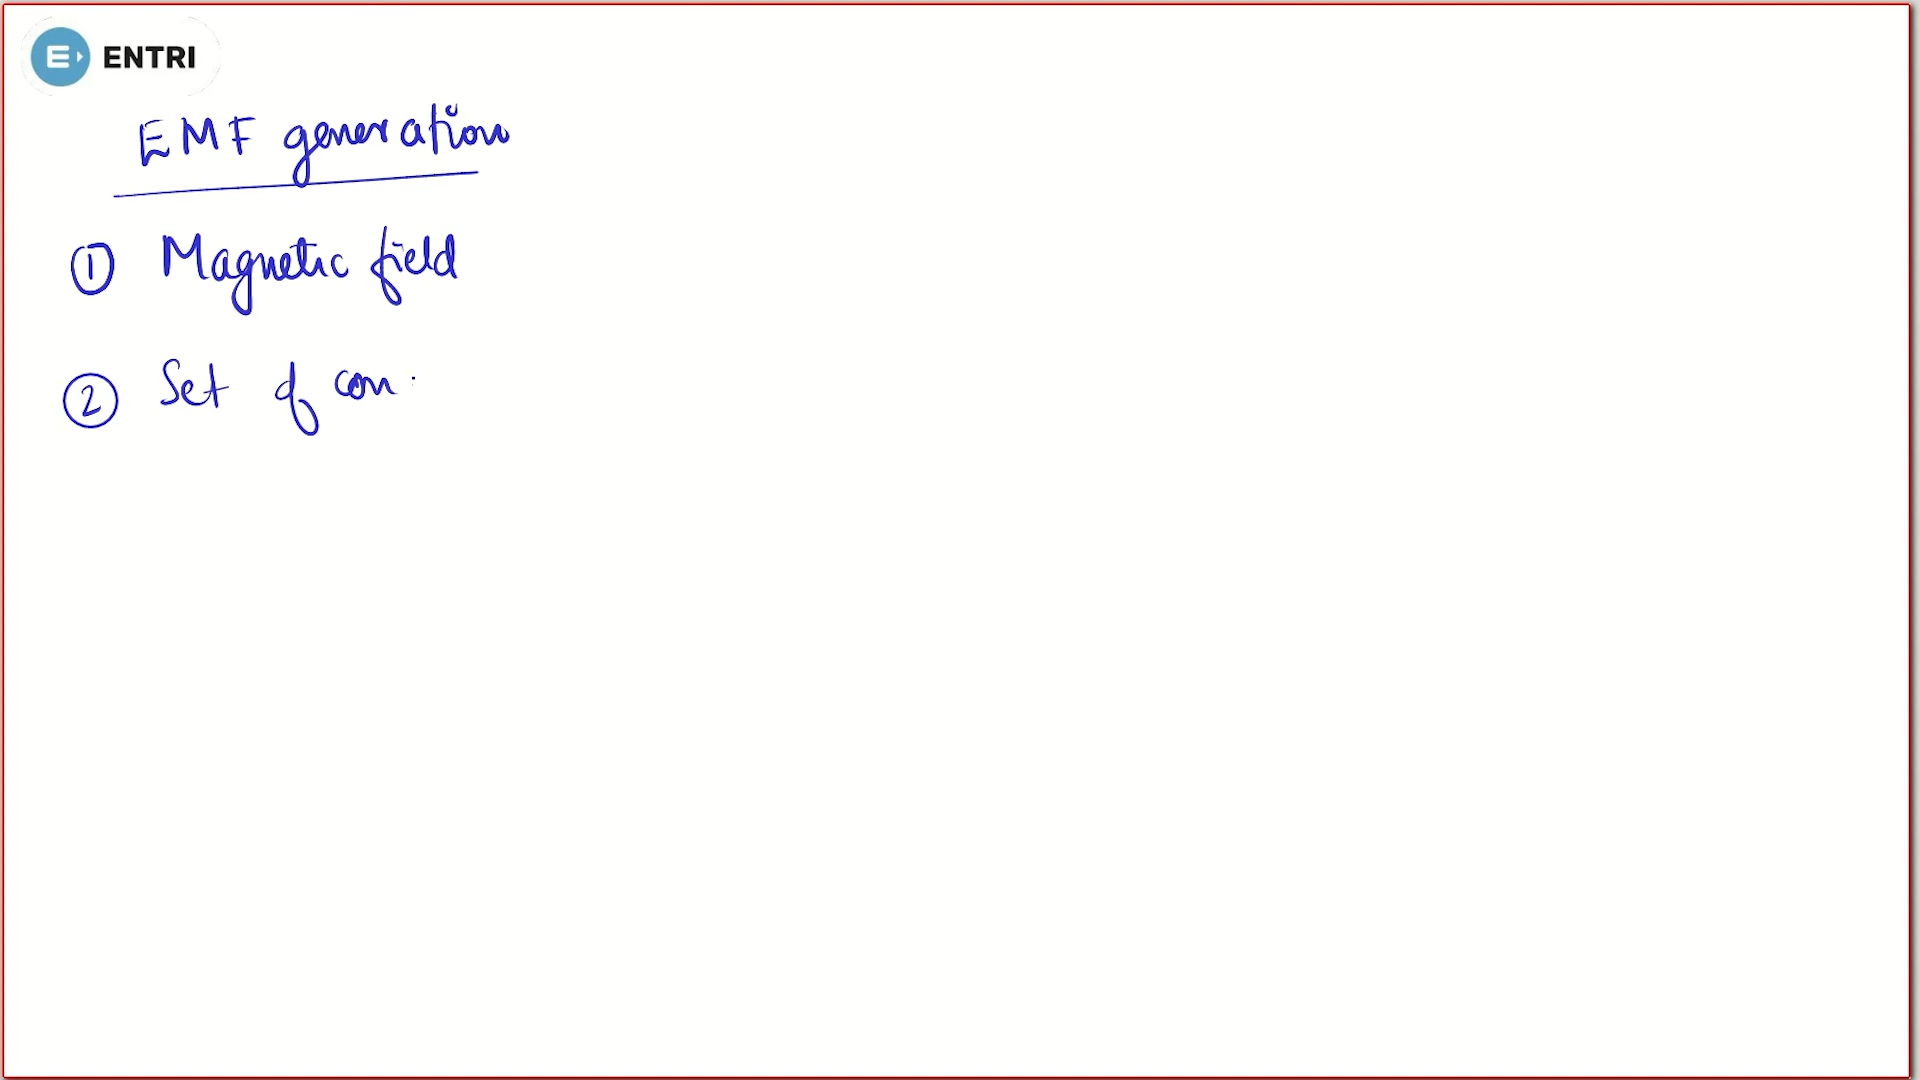 ENTRI
EMF generation
① Magnetic field
② Set of con